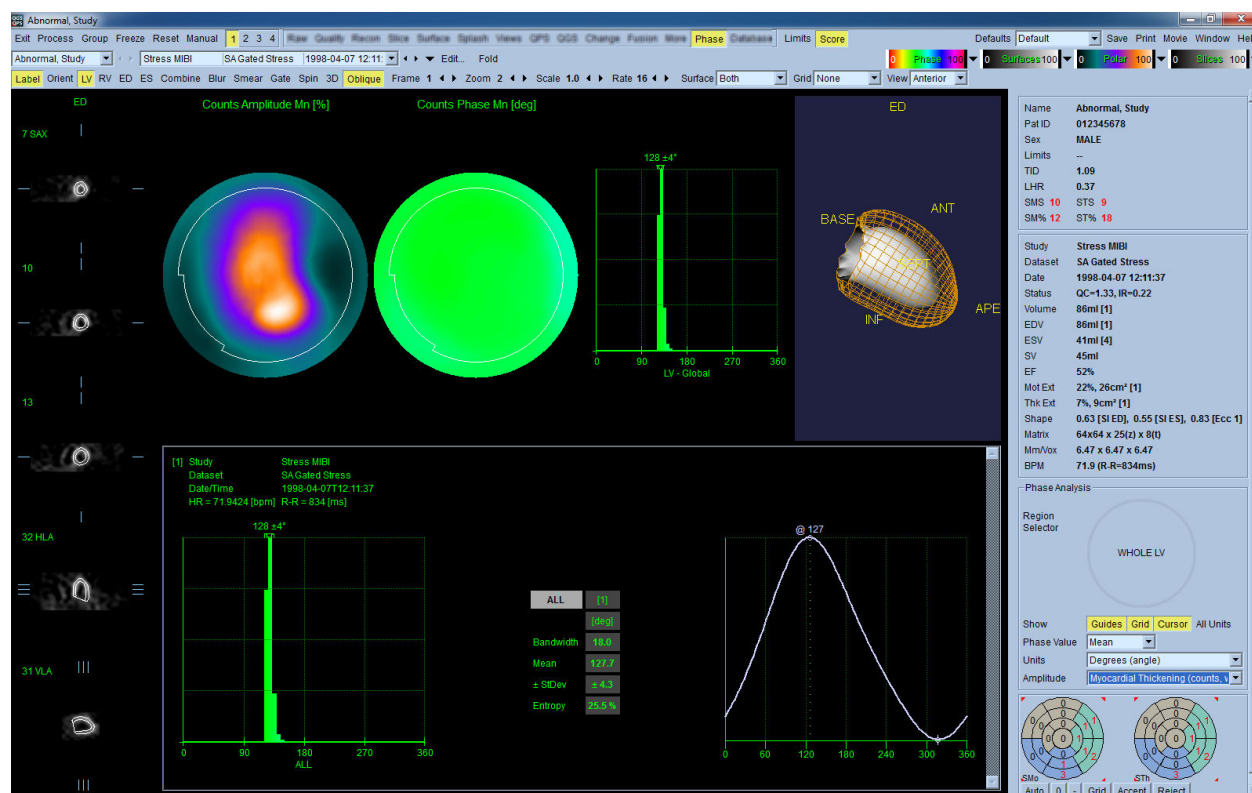 QGS
QPS
Abnormal, Study
Exit Process Group Freeze Reset Manual 1 2 3 4 Raw Quality Recon Slice Surface Splash Views QPS QGS Change Fusion More Phase Database Limits Score Defaults Default Save Print Movie Window Hel
Abnormal, Study Stress MIBI SA Gated Stress 1998-04-07 12:11: Edit... Fold 0 Phase 100 0 Surfaces 100 0 Polar 100 0 Slices 100
Label Orient LV RV ED ES Combine Blur Smear Gate Spin 3D Oblique Frame 1 Zoom 2 Scale 1.0 Rate 16 Surface Both Grid None View Anterior
ED
7 SAX
10
13
32 HLA
31 VLA
Counts Amplitude Mn [%]
Counts Phase Mn [deg]
128 ±4°
0 90 180 270 360
LV - Global
ED
BASE
ANT
SEPT
INF
APE
[1] Study Stress MIBI
Dataset SA Gated Stress
Date/Time 1998-04-07T12:11:37
HR = 71.9424 [bpm] R-R = 834 [ms]
128 ±4°
0 90 180 270 360
ALL
ALL [1]
[deg]
Bandwidth 18.0
Mean 127.7
± StDev ± 4.3
Entropy 25.5 %
@ 127
0 60 120 180 240 300 360
Name Abnormal, Study
Pat ID 012345678
Sex MALE
Limits --
TID 1.09
LHR 0.37
SMS 10 STS 9
SM% 12 ST% 18
Study Stress MIBI
Dataset SA Gated Stress
Date 1998-04-07 12:11:37
Status QC=1.33, IR=0.22
Volume 86ml [1]
EDV 86ml [1]
ESV 41ml [4]
SV 45ml
EF 52%
Mot Ext 22%, 26cm² [1]
Thk Ext 7%, 9cm² [1]
Shape 0.63 [SI ED], 0.55 [SI ES], 0.83 [Ecc 1]
Matrix 64x64 x 25(z) x 8(t)
Mm/Vox 6.47 x 6.47 x 6.47
BPM 71.9 (R-R=834ms)
Phase Analysis
Region
Selector
WHOLE LV
Show Guides Grid Cursor All Units
Phase Value Mean
Units Degrees (angle)
Amplitude Myocardial Thickening (counts,
SMo
STh
Auto 0 - Grid Accept Reject